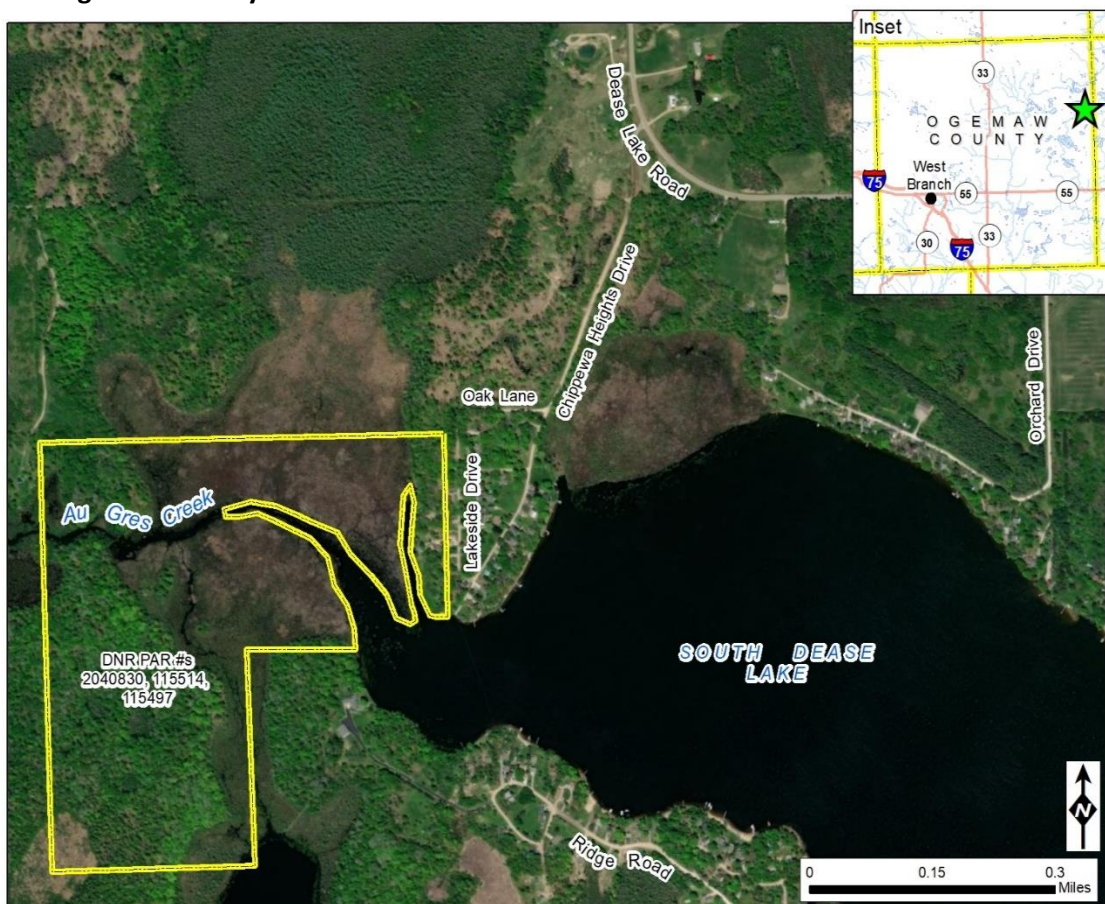 Inset
33
OGEMAW
COUNTY
West
Branch
75
55
55
30
75
33
Dease Lake Road
Chippewa Heights Drive
Oak Lane
Lakeside Drive
Orchard Drive
Au Gres Creek
DNR PAR #s
2040830, 115514,
115497
SOUTH DEASE
LAKE
Ridge Road
N
0 0.15 0.3
Miles